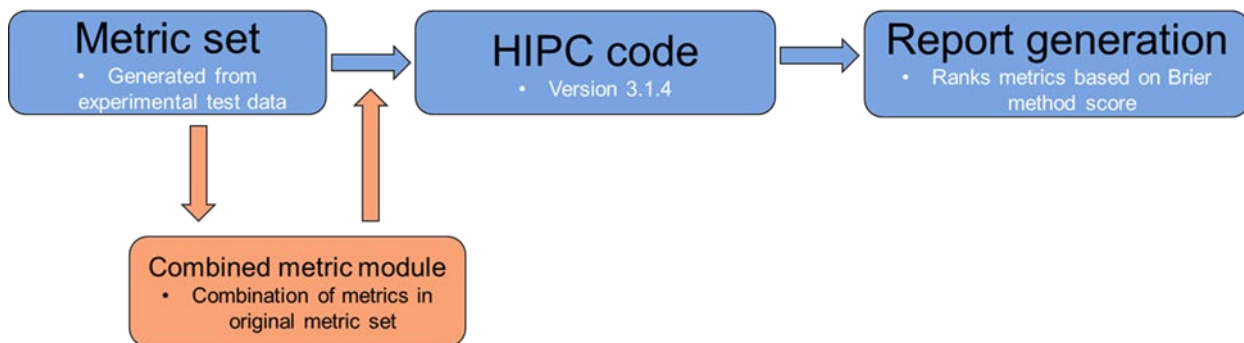 Metric set
• Generated from
experimental test data
HIPC code
• Version 3.1.4
Report generation
• Ranks metrics based on Brier
method score
Combined metric module
• Combination of metrics in
original metric set